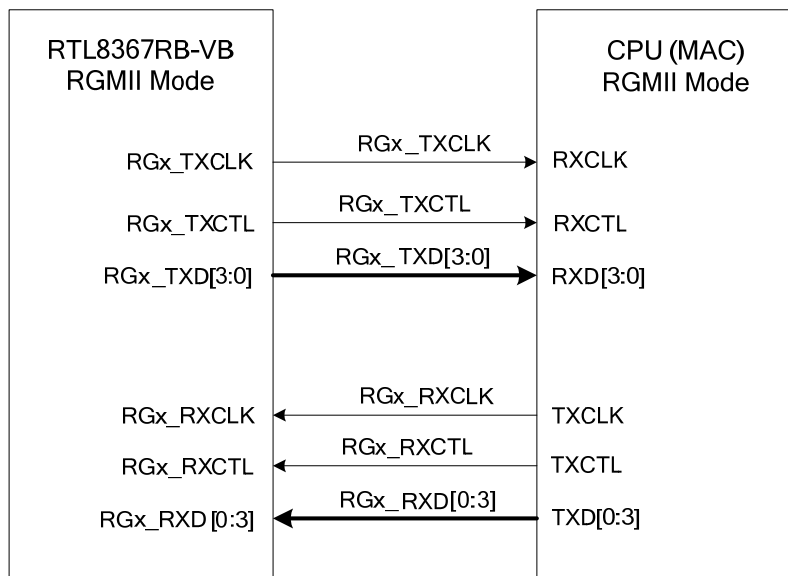 RTL8367RB-VB
RGMII Mode
CPU (MAC)
RGMII Mode
RGx_TXCLK
RGx_TXCLK
RXCLK
RGx_TXCTL
RGx_TXCTL
RXCTL
RGx_TXD[3:0]
RGx_TXD[3:0]
RXD[3:0]
RGx_RXCLK
RGx_RXCLK
TXCLK
RGx_RXCTL
RGx_RXCTL
TXCTL
RGx_RXD[0:3]
RGx_RXD[0:3]
TXD[0:3]